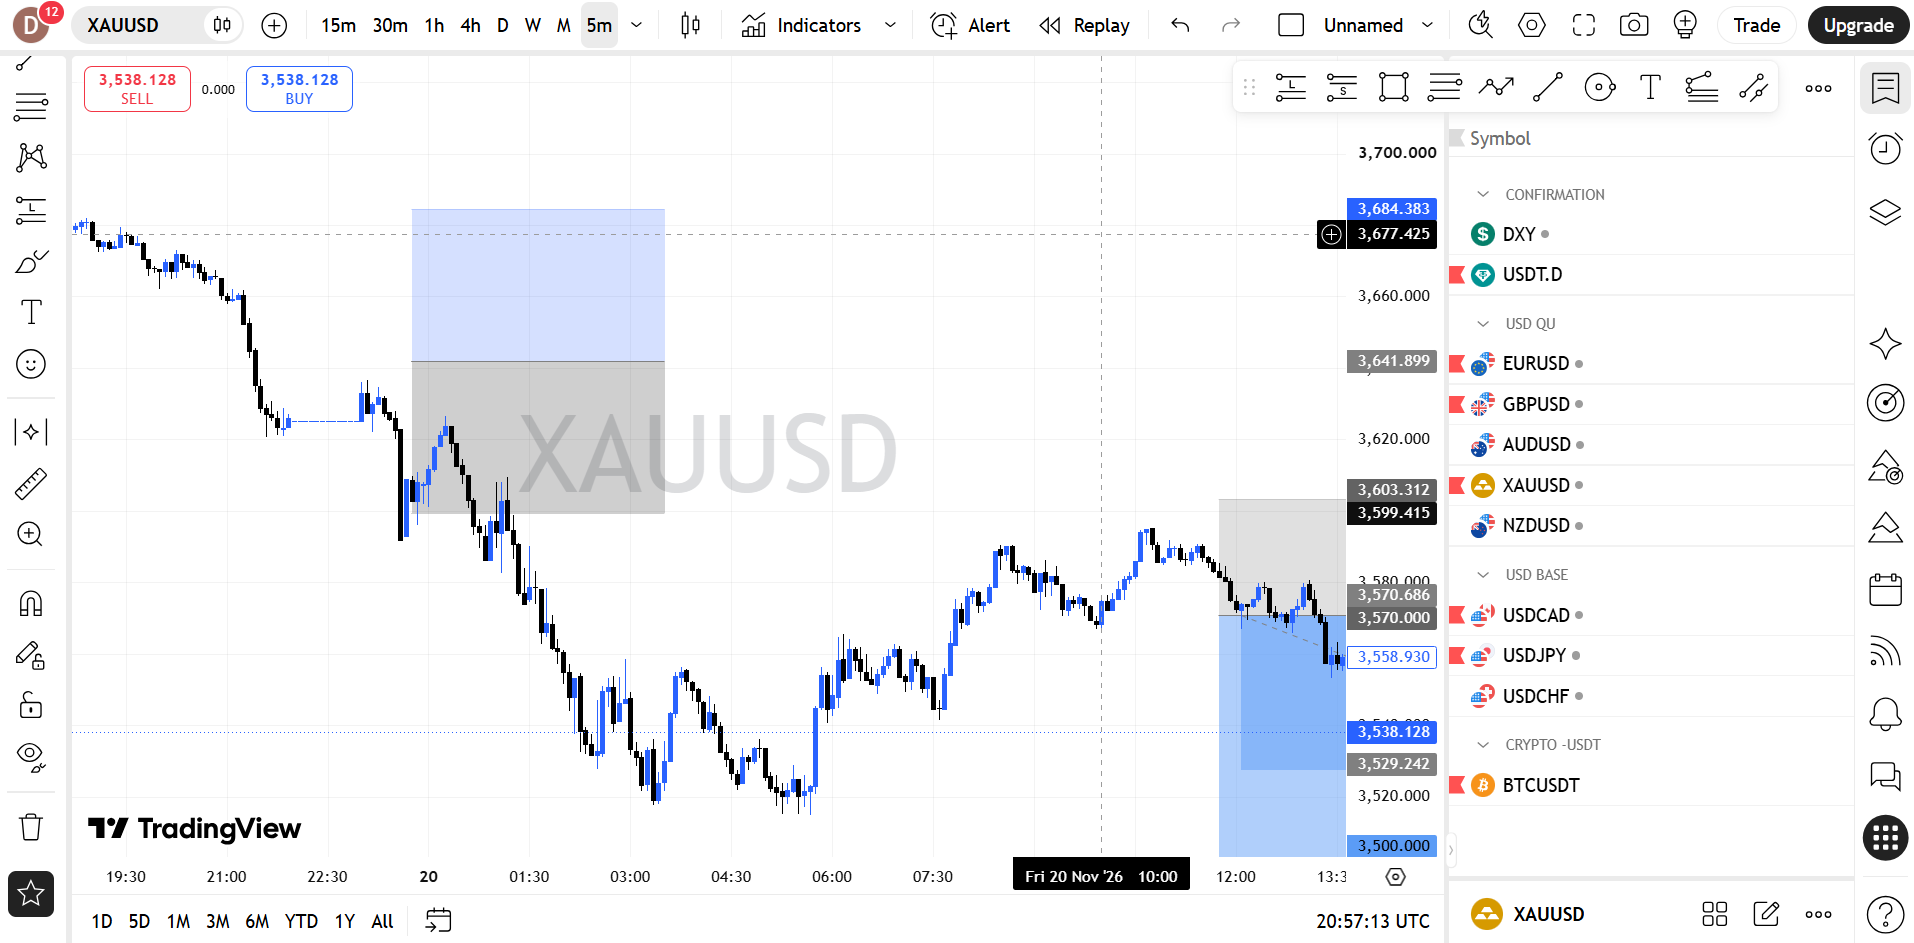 D 12 XAUUSD 15m 30m 1h 4h D W M 5m Indicators Alert Replay Unnamed Trade Upgrade
3,538.128 SELL 0.000 3,538.128 BUY
L S T
XAUUSD
3,700.000
3,684.383
3,677.425
3,660.000
3,641.899
3,620.000
3,603.312
3,599.415
3,580.000
3,570.686
3,570.000
3,558.930
3,538.128
3,529.242
3,520.000
3,500.000
TradingView
19:30 21:00 22:30 20 01:30 03:00 04:30 06:00 07:30 Fri 20 Nov '26 10:00 12:00 13:3
1D 5D 1M 3M 6M YTD 1Y All 20:57:13 UTC
Symbol
CONFIRMATION
DXY
USDT.D
USD QU
EURUSD
GBPUSD
AUDUSD
XAUUSD
NZDUSD
USD BASE
USDCAD
USDJPY
USDCHF
CRYPTO -USDT
BTCUSDT
XAUUSD